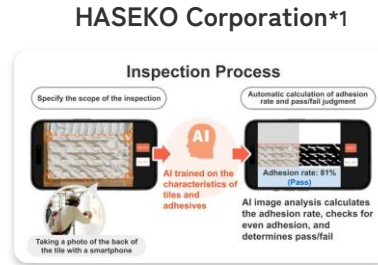 HASEKO Corporation*1
Inspection Process
Specify the scope of the inspection
Automatic calculation of adhesion
rate and pass/fail judgment
AI
AI trained on the
characteristics of
tiles and
adhesives
Adhesion rate: 81%
(Pass)
Taking a photo of the back of
the tile with a smartphone
AI image analysis calculates
the adhesion rate, checks for
even adhesion, and
determines pass/fail